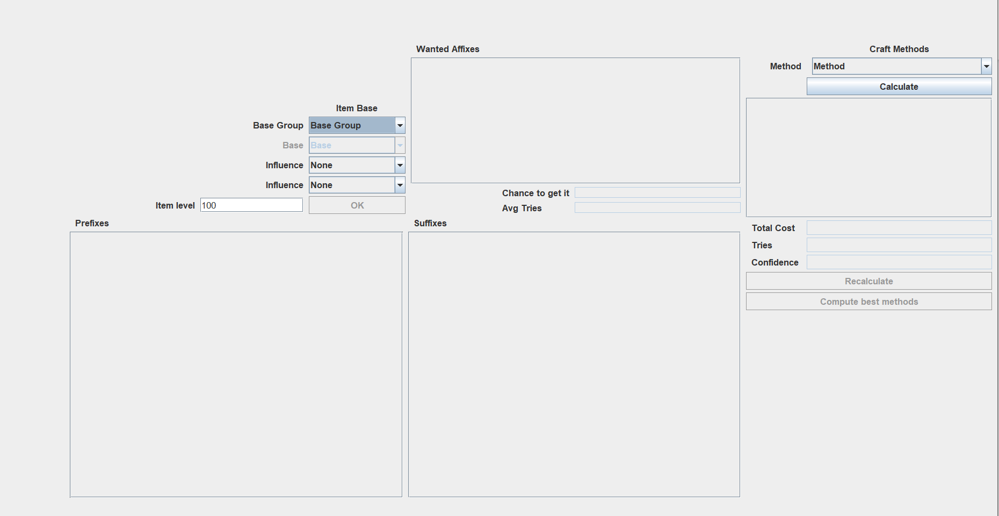 Wanted Affixes
Craft Methods
Method Method
Calculate
Item Base
Base Group Base Group
Base Base
Influence None
Influence None
Item level 100 OK
Chance to get it
Avg Tries
Prefixes
Suffixes
Total Cost
Tries
Confidence
Recalculate
Compute best methods